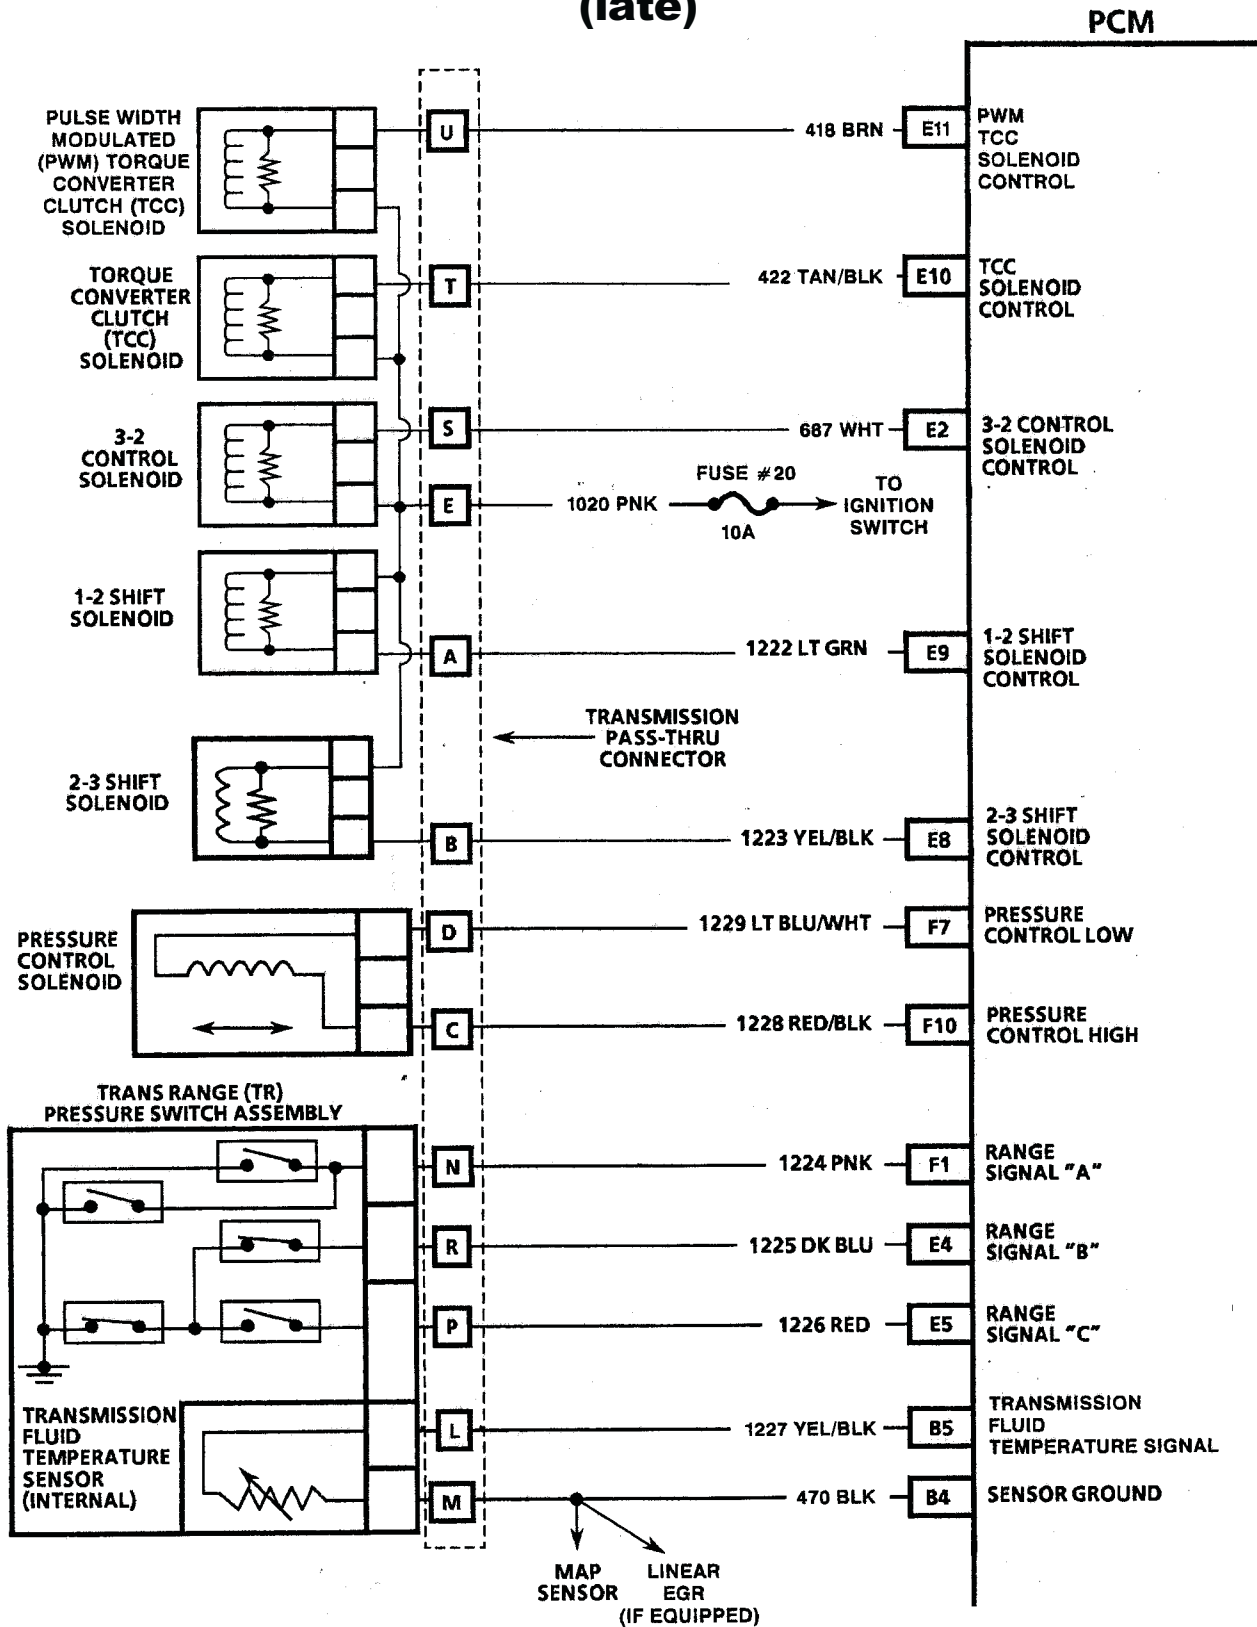 (late)
PCM
PULSE WIDTH
MODULATED
(PWM) TORQUE
CONVERTER
CLUTCH (TCC)
SOLENOID
U
418 BRN
E11
PWM
TCC
SOLENOID
CONTROL
TORQUE
CONVERTER
CLUTCH
(TCC)
SOLENOID
T
422 TAN/BLK
E10
TCC
SOLENOID
CONTROL
3-2
CONTROL
SOLENOID
S
687 WHT
E2
3-2 CONTROL
SOLENOID
CONTROL
E
1020 PNK
FUSE #20
10A
TO
IGNITION
SWITCH
1-2 SHIFT
SOLENOID
A
1222 LT GRN
E9
1-2 SHIFT
SOLENOID
CONTROL
TRANSMISSION
PASS-THRU
CONNECTOR
2-3 SHIFT
SOLENOID
B
1223 YEL/BLK
E8
2-3 SHIFT
SOLENOID
CONTROL
PRESSURE
CONTROL
SOLENOID
D
1229 LT BLU/WHT
F7
PRESSURE
CONTROL LOW
C
1228 RED/BLK
F10
PRESSURE
CONTROL HIGH
TRANS RANGE (TR)
PRESSURE SWITCH ASSEMBLY
N
1224 PNK
F1
RANGE
SIGNAL "A"
R
1225 DK BLU
E4
RANGE
SIGNAL "B"
P
1226 RED
E5
RANGE
SIGNAL "C"
TRANSMISSION
FLUID
TEMPERATURE
SENSOR
(INTERNAL)
L
1227 YEL/BLK
B5
TRANSMISSION
FLUID
TEMPERATURE SIGNAL
M
470 BLK
B4
SENSOR GROUND
MAP
SENSOR
LINEAR
EGR
(IF EQUIPPED)